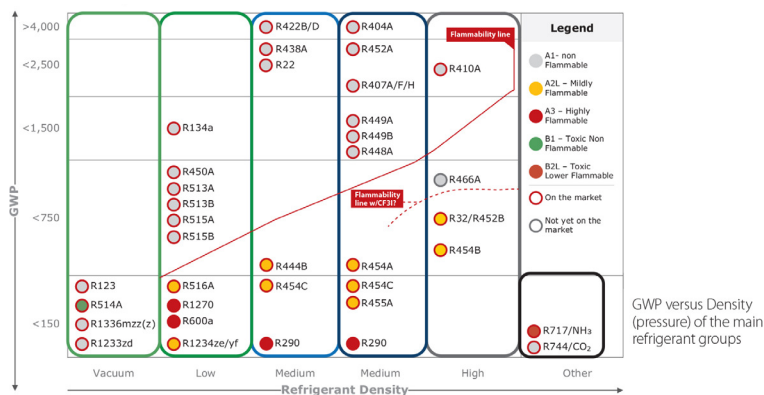 GWP
>4,000
<2,500
<1,500
<750
<150
R123
R514A
R1336mzz(z)
R1233zd
R134a
R450A
R513A
R513B
R515A
R515B
R516A
R1270
R600a
R1234ze/yf
R422B/D
R438A
R22
R444B
R454C
R290
R404A
R452A
R407A/F/H
R449A
R449B
R448A
R454A
R454C
R455A
R290
Flammability line
R410A
R466A
Flammability
line w/CF3I?
R32/R452B
R454B
R717/NH₃
R744/CO₂
Legend
A1- non
Flammable
A2L – Mildly
Flammable
A3 – Highly
Flammable
B1 – Toxic Non
Flammable
B2L – Toxic
Lower Flammable
On the market
Not yet on the
market
Vacuum
Low
Medium
Medium
High
Other
Refrigerant Density
GWP versus Density
(pressure) of the main
refrigerant groups